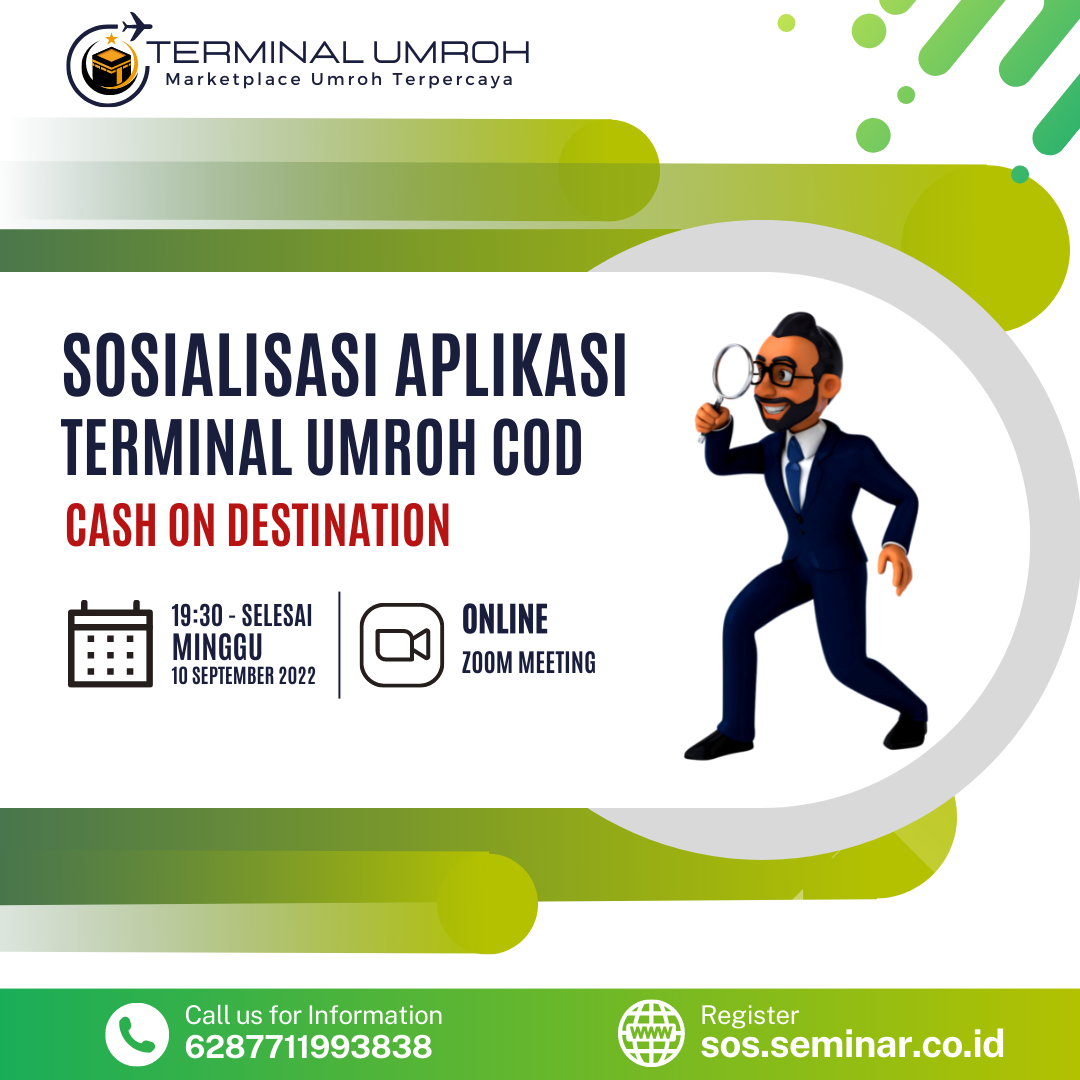 TERMINAL UMROH
Marketplace Umroh Terpercaya
SOSIALISASI APLIKASI
TERMINAL UMROH COD
CASH ON DESTINATION
19:30 - SELESAI
MINGGU
10 SEPTEMBER 2022
ONLINE
ZOOM MEETING
Call us for Information
6287711993838
WWW
Register
sos.seminar.co.id